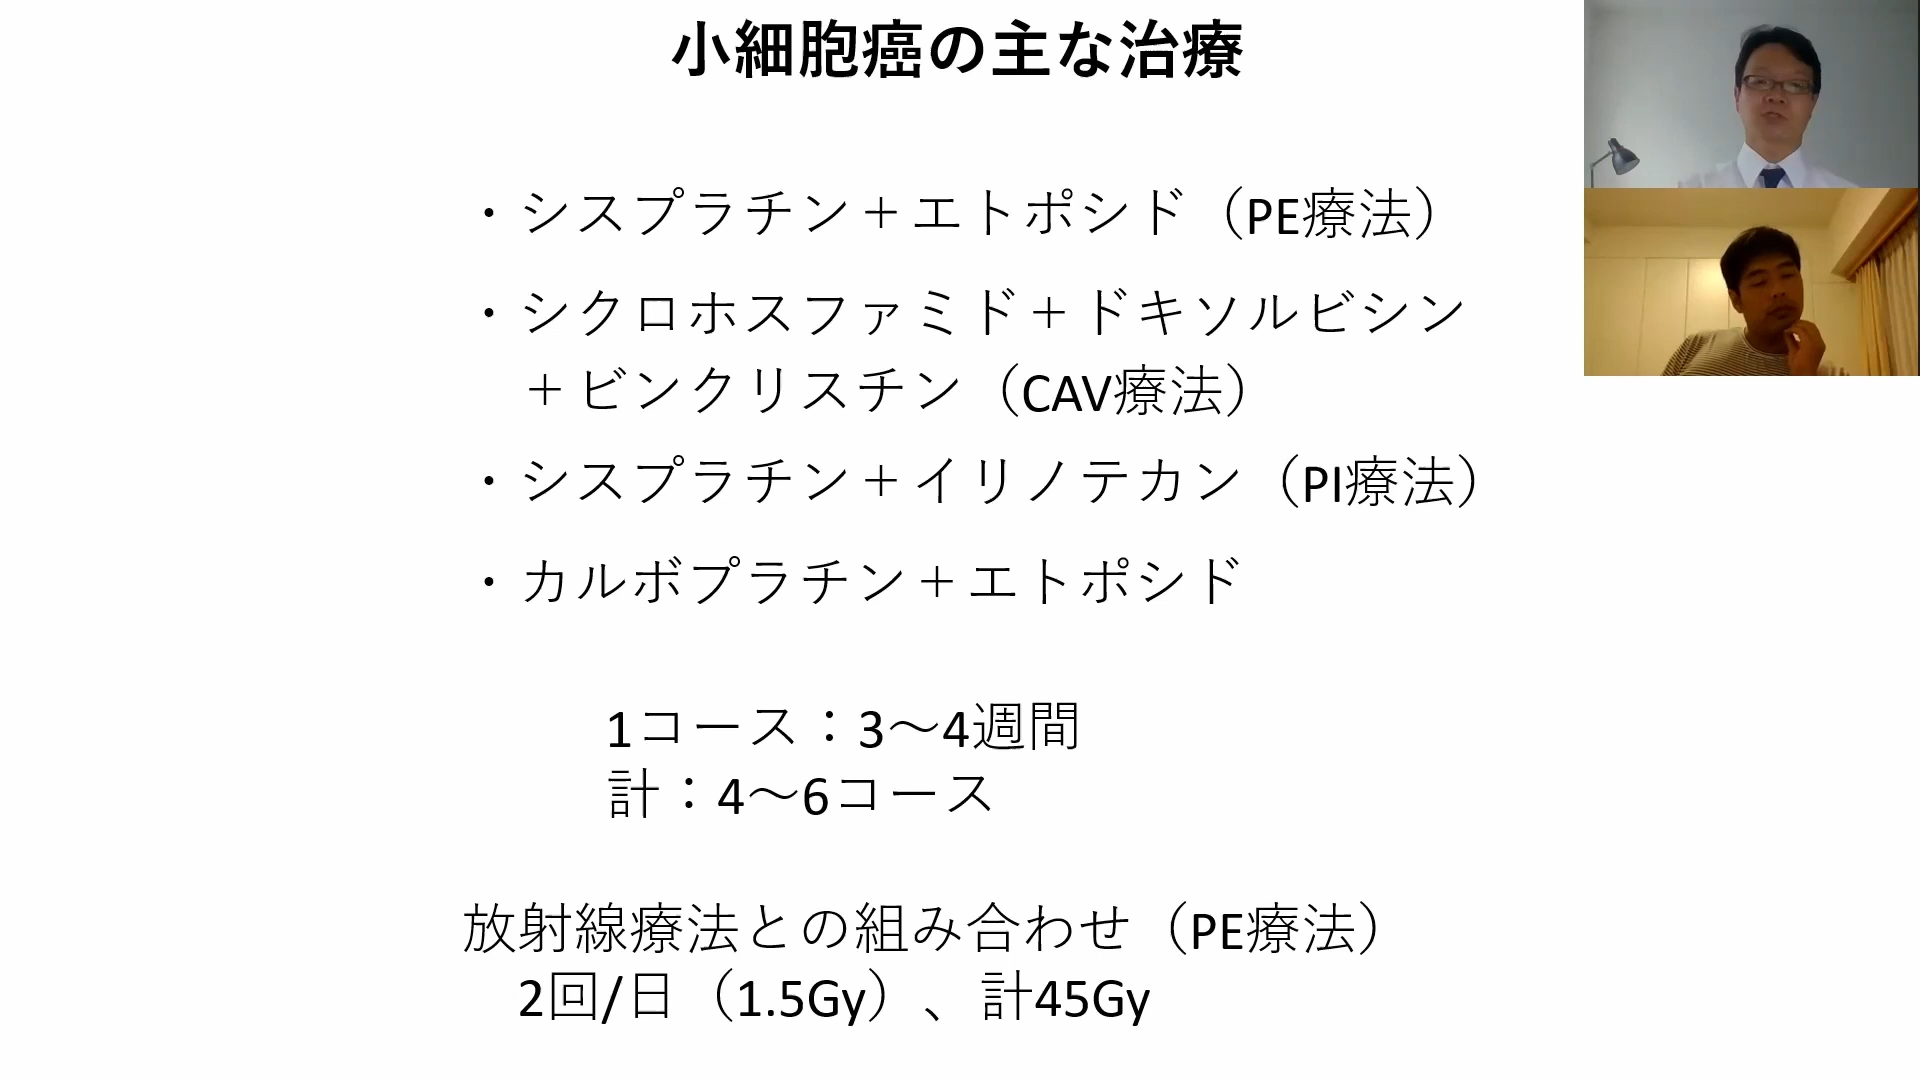 小細胞癌の主な治療
・シスプラチン＋エトポシド（PE療法）
・シクロホスファミド＋ドキソルビシン
＋ビンクリスチン（CAV療法）
・シスプラチン＋イリノテカン（PI療法）
・カルボプラチン＋エトポシド
1コース：3～4週間
計：4～6コース
放射線療法との組み合わせ（PE療法）
2回/日（1.5Gy）、計45Gy